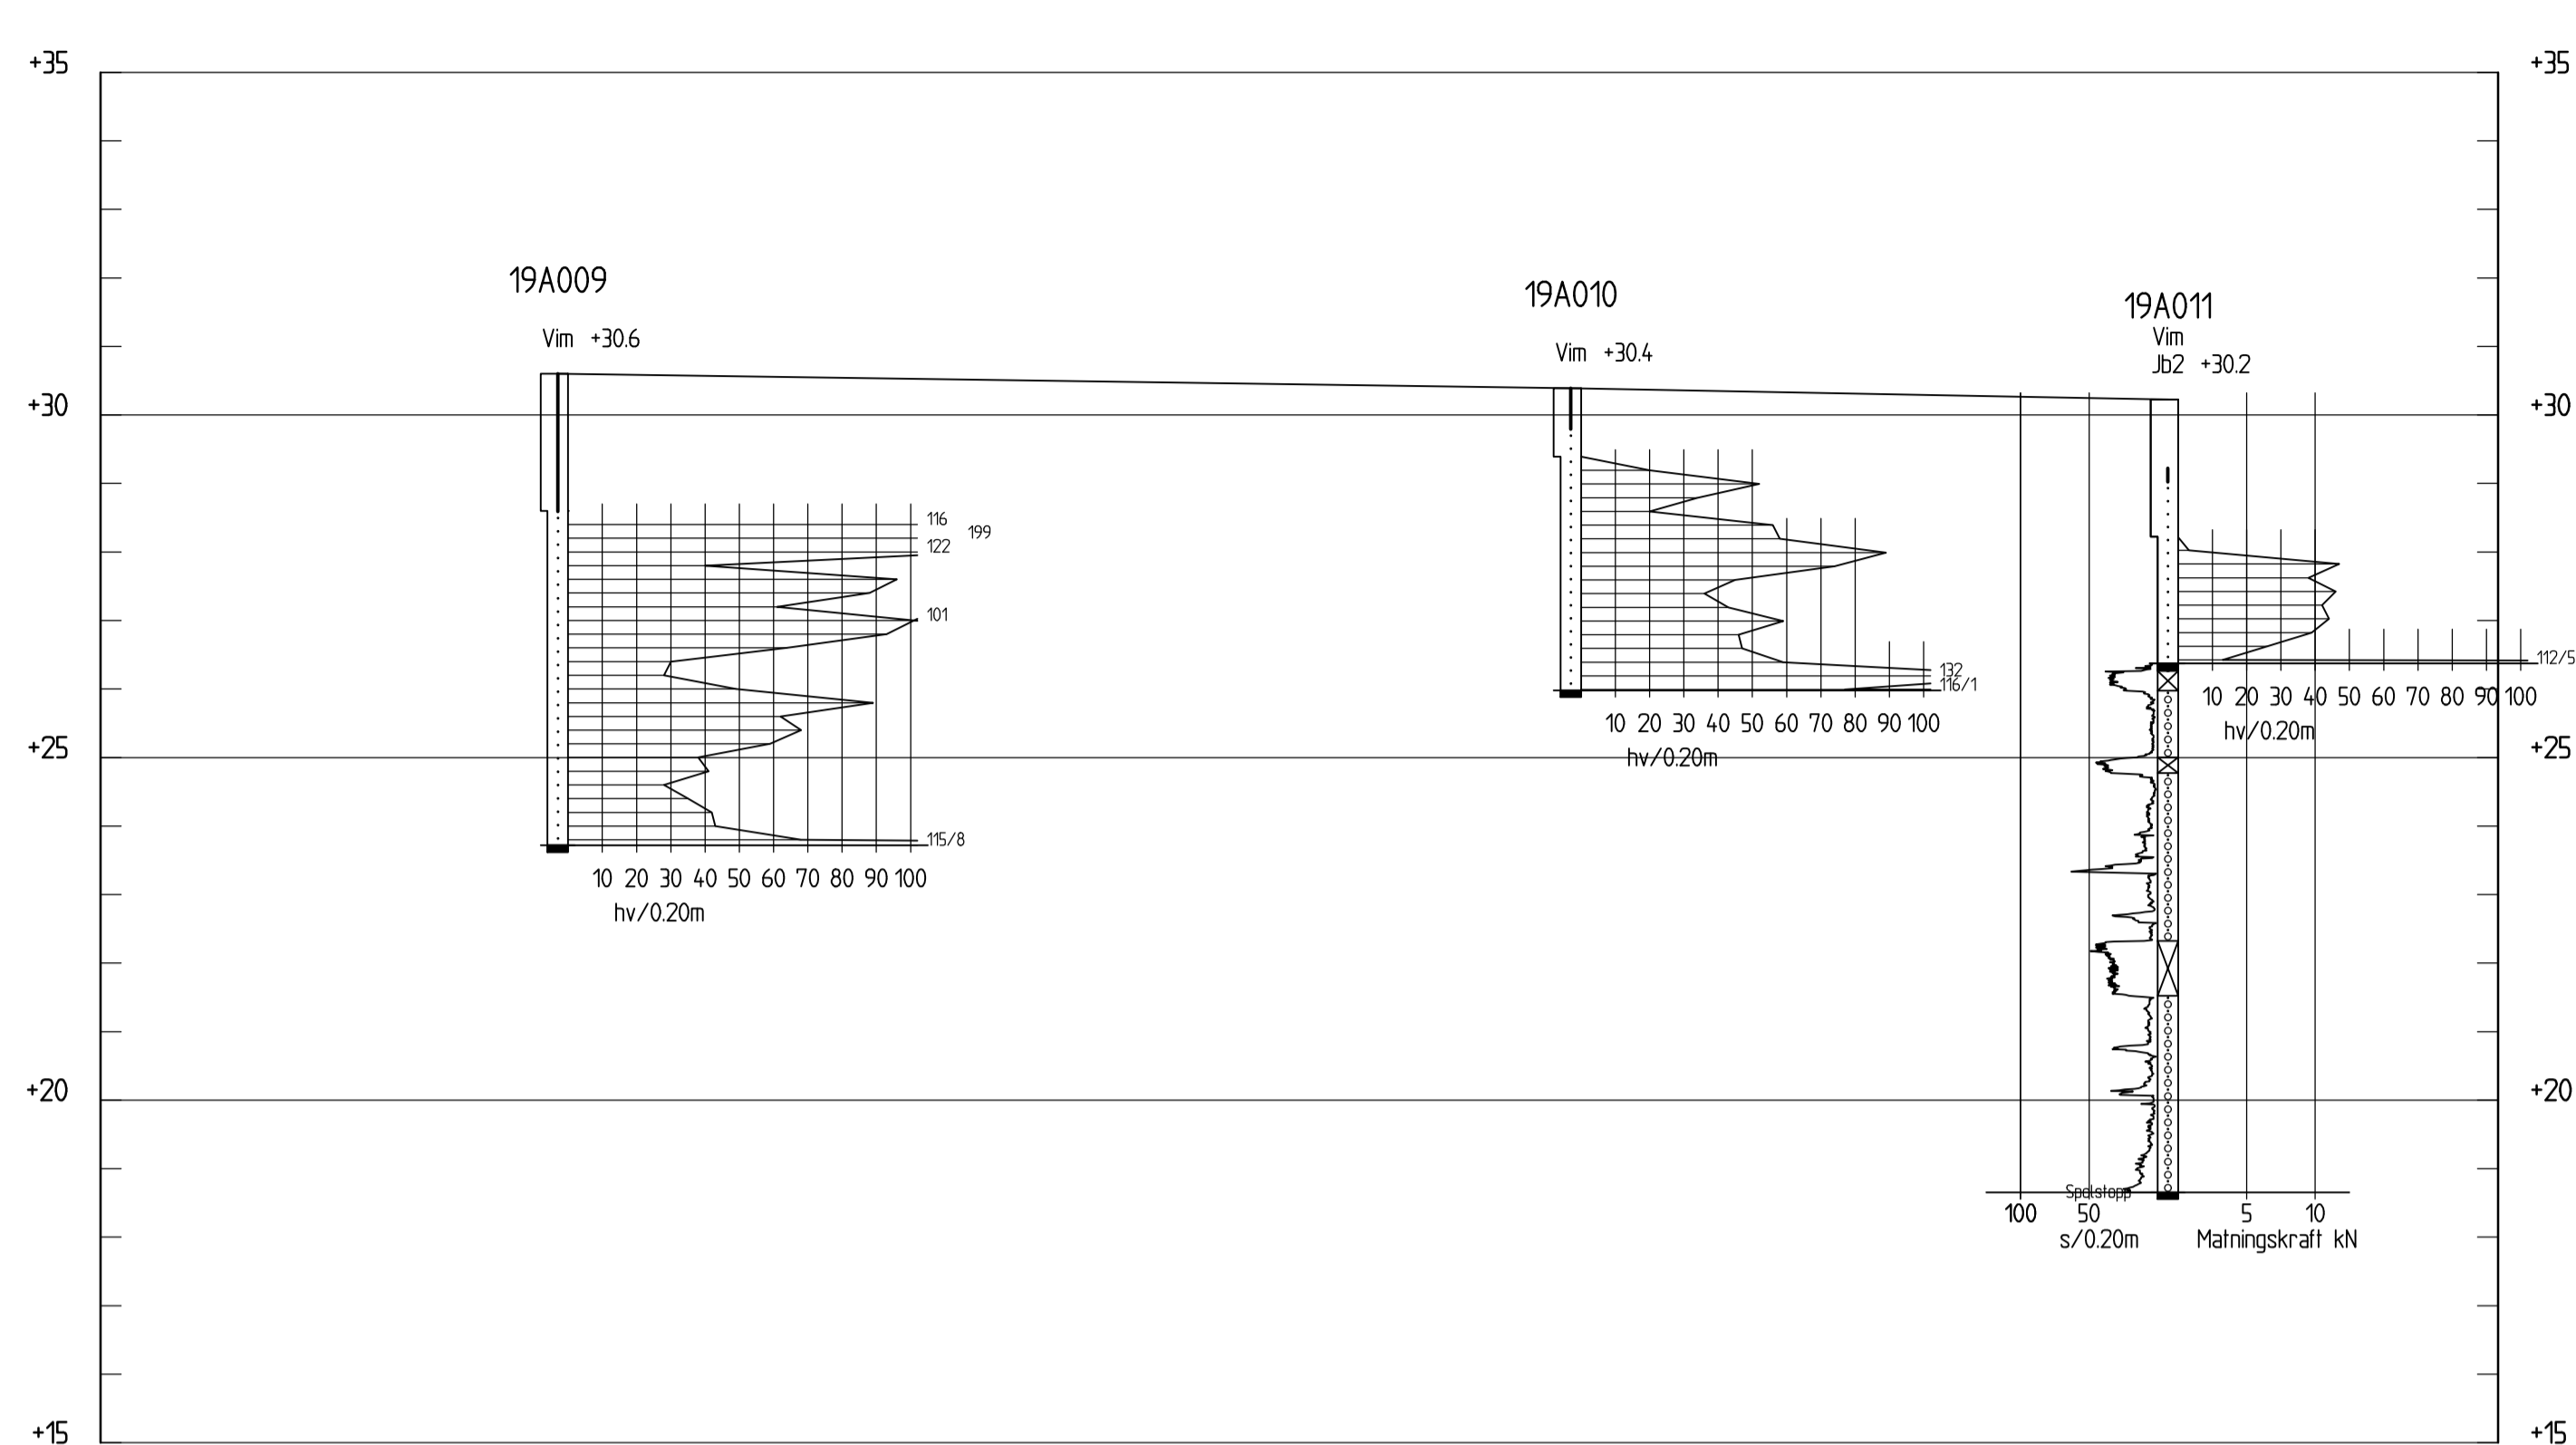 +35 +35
19A009
19A010
19A011
Vim +30.6
Vim +30.4
Vim
Jb2 +30.2
+30 +30
116
199
122
101
132
116/1
112/5
10 20 30 40 50 60 70 80 90 100
hv/0.20m
10 20 30 40 50 60 70 80 90 100
hv/0.20m
+25 +25
115/8
10 20 30 40 50 60 70 80 90 100
hv/0.20m
+20 +20
Spolstopp
100 50 5 10
s/0.20m Matningskraft kN
+15 +15